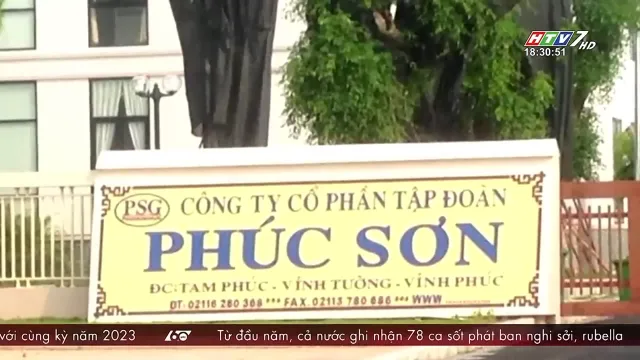 HTV7 HD
18:30:51
PSG
CÔNG TY CỔ PHẦN TẬP ĐOÀN
PHÚC SƠN
ĐC: TAM PHÚC - VĨNH TƯỜNG - VĨNH PHÚC
ĐT: 02116 280 368 *** FAX: 02113 780 686 *** WWW
với cùng kỳ năm 2023
60
Từ đầu năm, cả nước ghi nhận 78 ca sốt phát ban nghi sởi, rubella